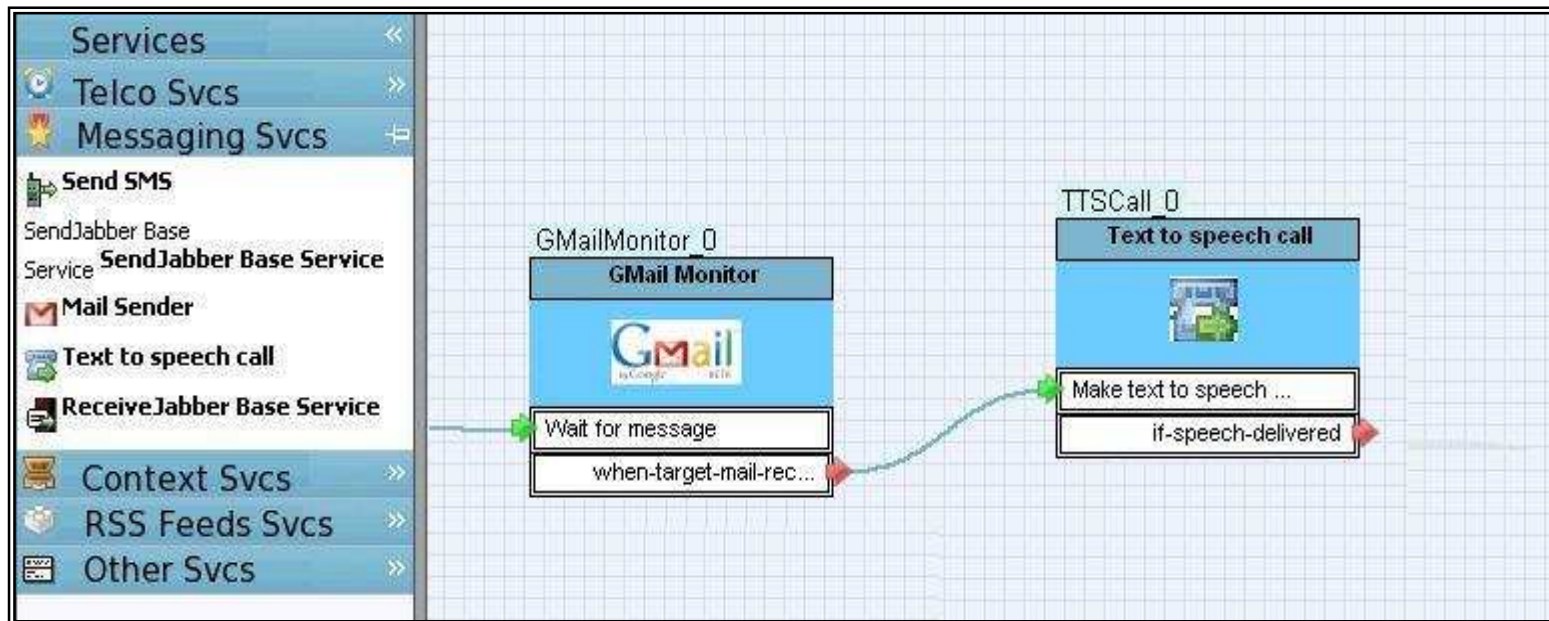 Services
Telco Svcs
Messaging Svcs
Send SMS
SendJabber Base
Service SendJabber Base Service
Mail Sender
Text to speech call
ReceiveJabber Base Service
Context Svcs
RSS Feeds Svcs
Other Svcs
GMailMonitor_0
GMail Monitor
GMail
by Google
Wait for message
when-target-mail-rec...
TTSCall_0
Text to speech call
Make text to speech ...
if-speech-delivered